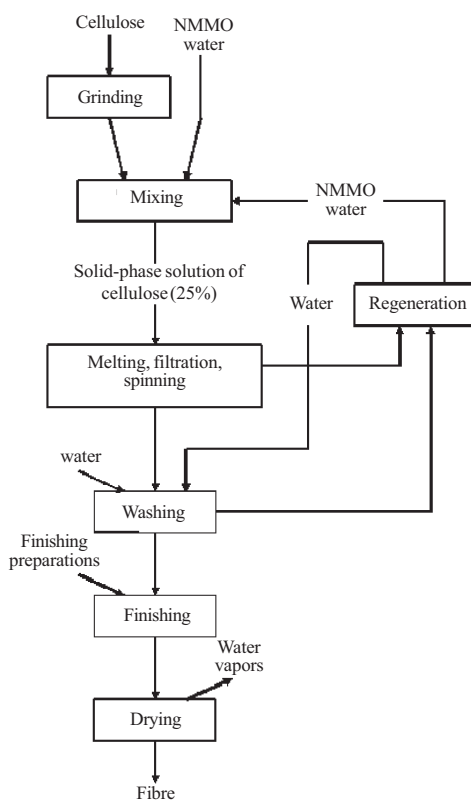 Cellulose
NMMO
water
Grinding
Mixing
NMMO
water
Solid-phase solution of
cellulose (25%)
Water
Regeneration
Melting, filtration,
spinning
water
Washing
Finishing
preparations
Finishing
Water
vapors
Drying
Fibre